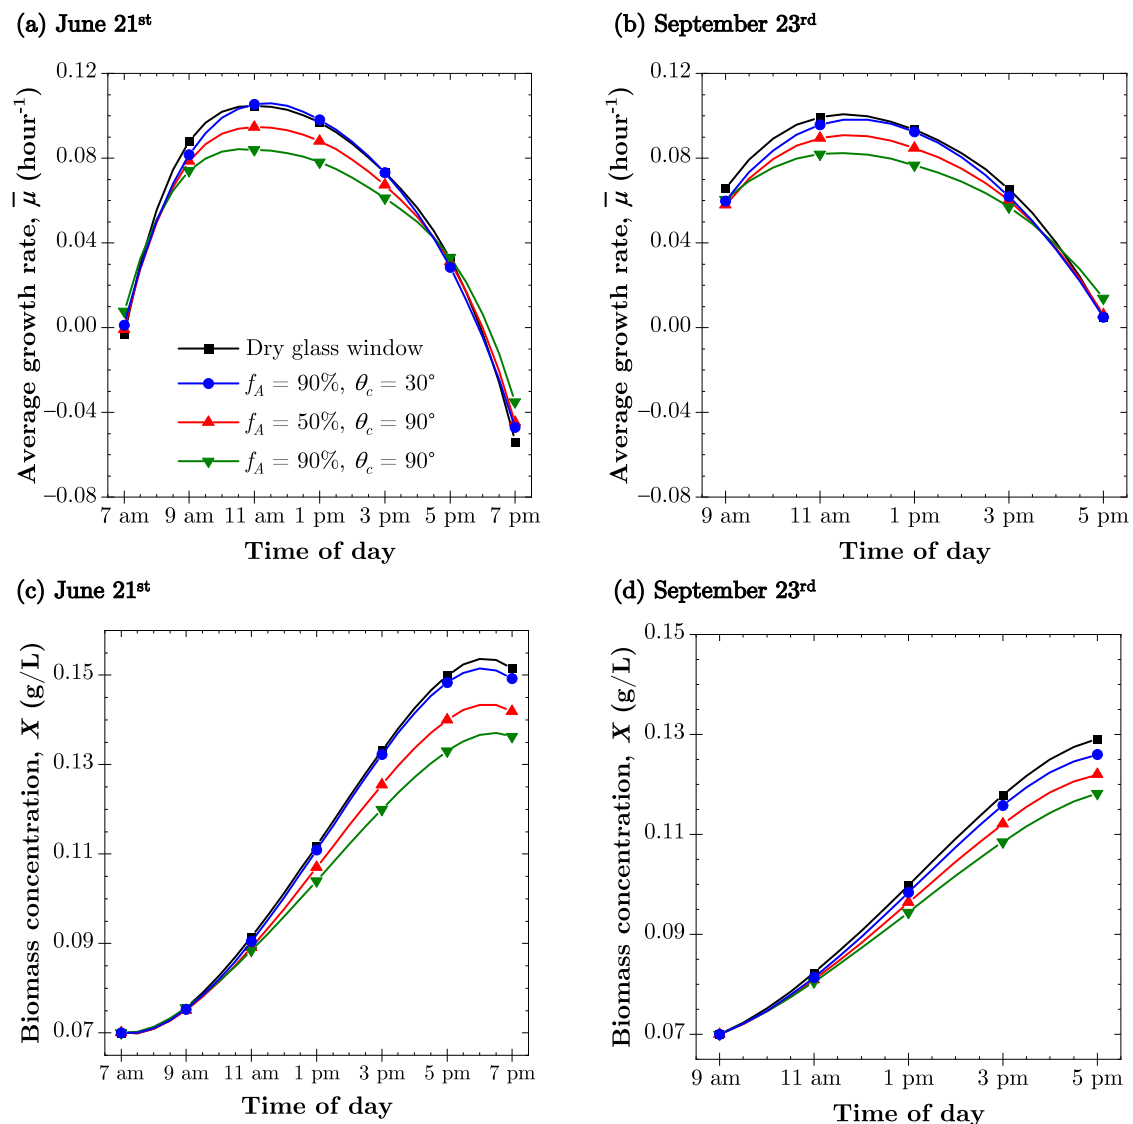 (a) June 21st
(b) September 23rd
0.12
0.08
0.04
0.00
−0.04
−0.08
Average growth rate, μ̅ (hour-1)
Dry glass window
fA = 90%, θc = 30°
fA = 50%, θc = 90°
fA = 90%, θc = 90°
7 am 9 am 11 am 1 pm 3 pm 5 pm 7 pm
Time of day
0.12
0.08
0.04
0.00
−0.04
−0.08
Average growth rate, μ̅ (hour-1)
9 am 11 am 1 pm 3 pm 5 pm
Time of day
(c) June 21st
(d) September 23rd
0.15
0.13
0.11
0.09
0.07
Biomass concentration, X (g/L)
7 am 9 am 11 am 1 pm 3 pm 5 pm 7 pm
Time of day
0.15
0.13
0.11
0.09
0.07
Biomass concentration, X (g/L)
9 am 11 am 1 pm 3 pm 5 pm
Time of day